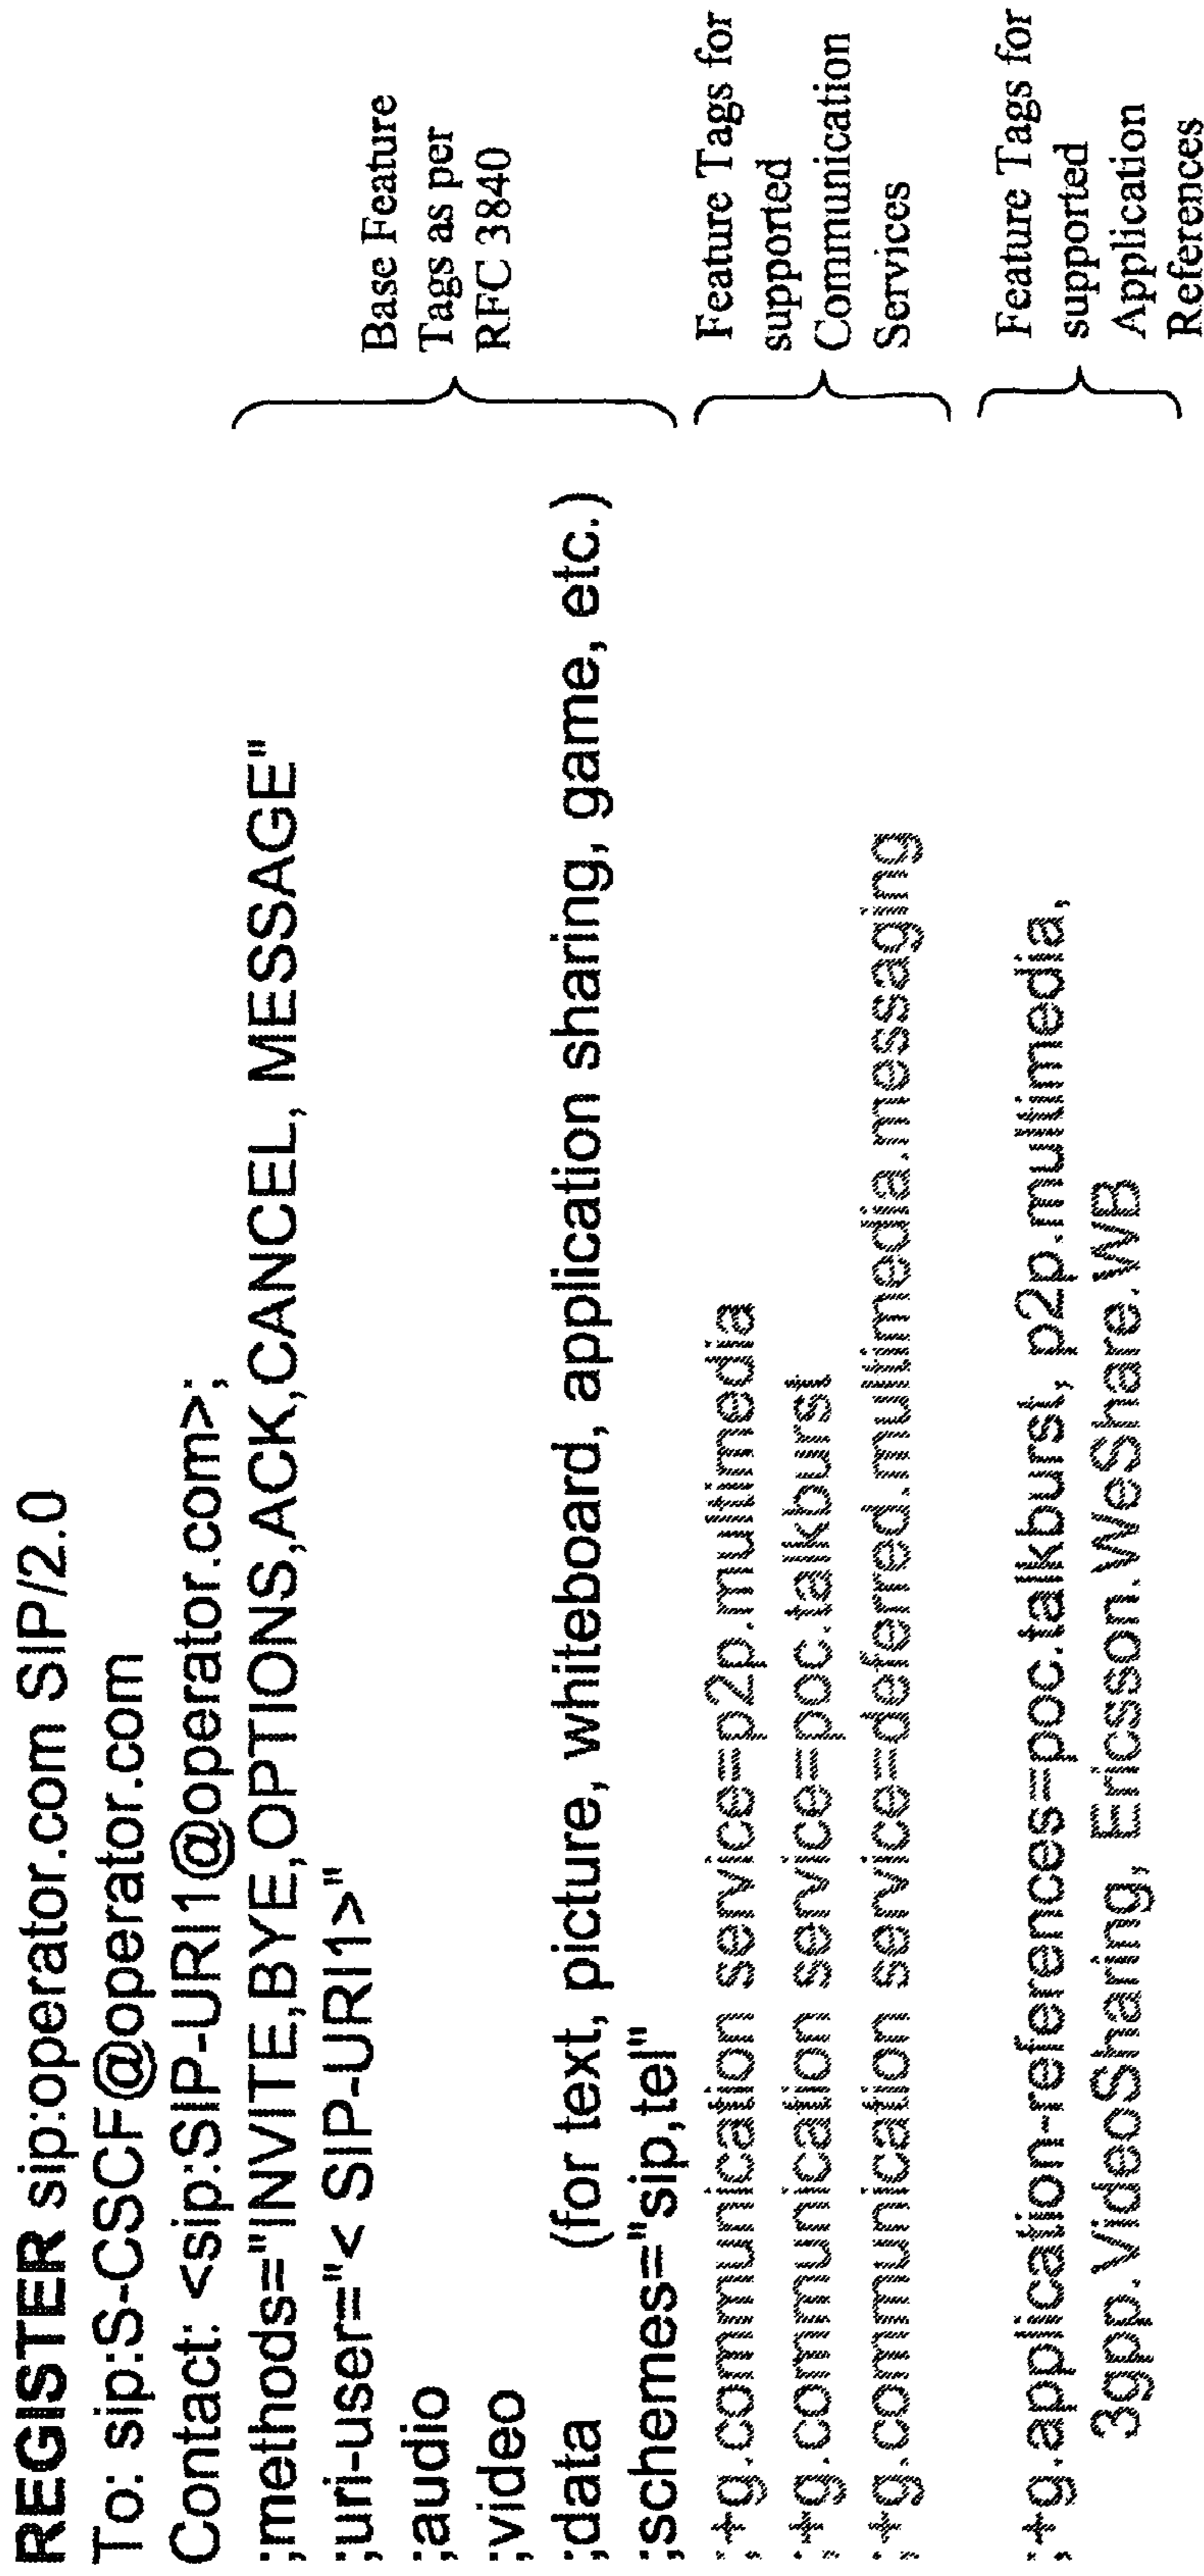 REGISTER sip:operator.com SIP/2.0
To: sip:S-CSCF@operator.com
Contact: <sip:SIP-URI1@operator.com>;
;methods="INVITE,BYE,OPTIONS,ACK,CANCEL, MESSAGE"
;uri-user="< SIP-URI1>"
;audio
;video
;data (for text, picture, whiteboard, application sharing, game, etc.)
;schemes="sip,tel"
Base Feature
Tags as per
RFC 3840
;+g.communication service=p2p.multimedia
;+g.communication service=poc.talkburst
;+g.communication service=deferred.multimedia.messaging
Feature Tags for
supported
Communication
Services
;+g.application-references=poc.talkburst, p2p.multimedia,
3gpp.VideoSharing, Ericsson.WeShare.WB
Feature Tags for
supported
Application
References